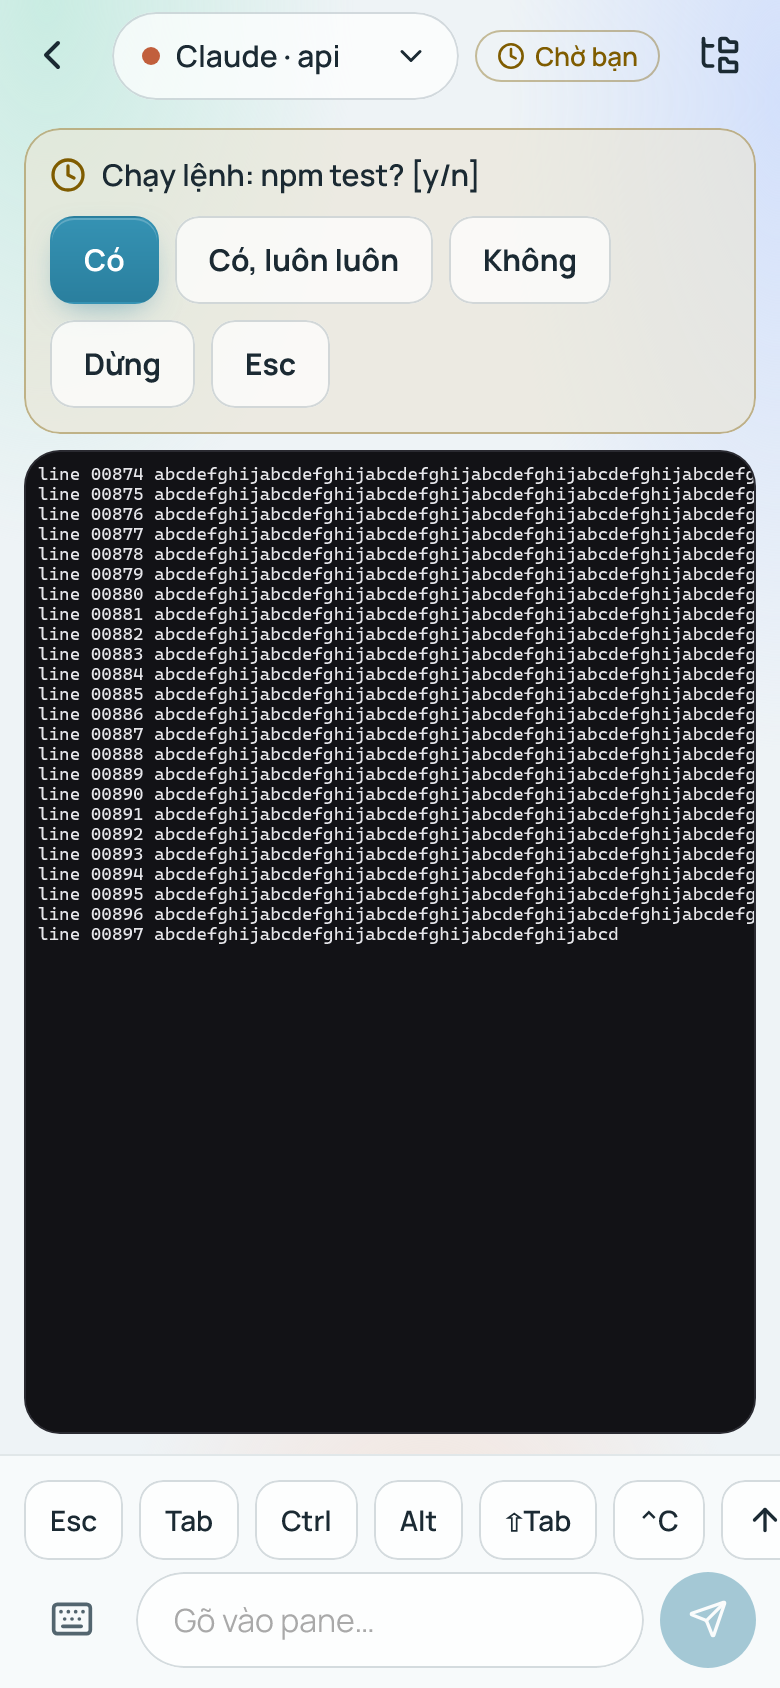 Claude · api
Chờ bạn
Chạy lệnh: npm test? [y/n]
Có
Có, luôn luôn
Không
Dừng
Esc
line 00874 abcdefghijabcdefghijabcdefghijabcdefghijabcdefghijabcdefg
line 00875 abcdefghijabcdefghijabcdefghijabcdefghijabcdefghijabcdefg
line 00876 abcdefghijabcdefghijabcdefghijabcdefghijabcdefghijabcdefg
line 00877 abcdefghijabcdefghijabcdefghijabcdefghijabcdefghijabcdefg
line 00878 abcdefghijabcdefghijabcdefghijabcdefghijabcdefghijabcdefg
line 00879 abcdefghijabcdefghijabcdefghijabcdefghijabcdefghijabcdefg
line 00880 abcdefghijabcdefghijabcdefghijabcdefghijabcdefghijabcdefg
line 00881 abcdefghijabcdefghijabcdefghijabcdefghijabcdefghijabcdefg
line 00882 abcdefghijabcdefghijabcdefghijabcdefghijabcdefghijabcdefg
line 00883 abcdefghijabcdefghijabcdefghijabcdefghijabcdefghijabcdefg
line 00884 abcdefghijabcdefghijabcdefghijabcdefghijabcdefghijabcdefg
line 00885 abcdefghijabcdefghijabcdefghijabcdefghijabcdefghijabcdefg
line 00886 abcdefghijabcdefghijabcdefghijabcdefghijabcdefghijabcdefg
line 00887 abcdefghijabcdefghijabcdefghijabcdefghijabcdefghijabcdefg
line 00888 abcdefghijabcdefghijabcdefghijabcdefghijabcdefghijabcdefg
line 00889 abcdefghijabcdefghijabcdefghijabcdefghijabcdefghijabcdefg
line 00890 abcdefghijabcdefghijabcdefghijabcdefghijabcdefghijabcdefg
line 00891 abcdefghijabcdefghijabcdefghijabcdefghijabcdefghijabcdefg
line 00892 abcdefghijabcdefghijabcdefghijabcdefghijabcdefghijabcdefg
line 00893 abcdefghijabcdefghijabcdefghijabcdefghijabcdefghijabcdefg
line 00894 abcdefghijabcdefghijabcdefghijabcdefghijabcdefghijabcdefg
line 00895 abcdefghijabcdefghijabcdefghijabcdefghijabcdefghijabcdefg
line 00896 abcdefghijabcdefghijabcdefghijabcdefghijabcdefghijabcdefg
line 00897 abcdefghijabcdefghijabcdefghijabcdefghijabcd
Esc
Tab
Ctrl
Alt
⇧Tab
^C
↑
Gõ vào pane...